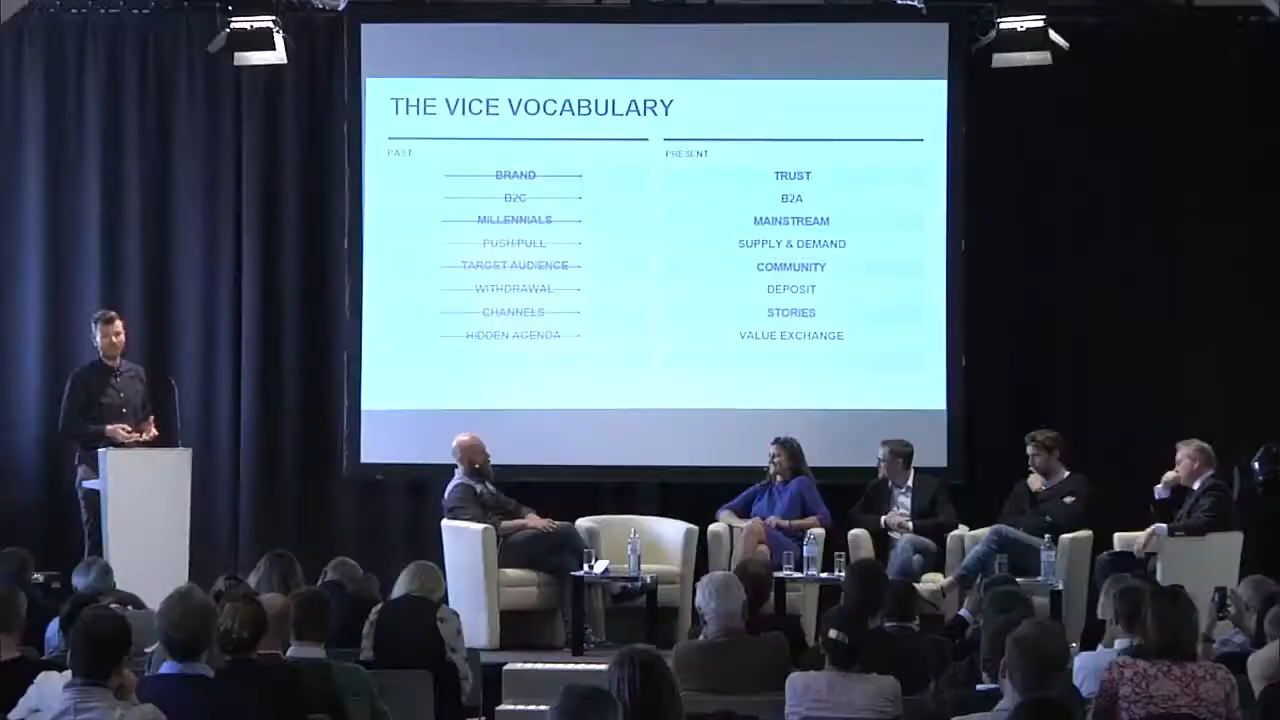 THE VICE VOCABULARY
PAST PRESENT
BRAND TRUST
B2C B2A
MILLENNIALS MAINSTREAM
PUSH/PULL SUPPLY & DEMAND
TARGET AUDIENCE COMMUNITY
WITHDRAWAL DEPOSIT
CHANNELS STORIES
HIDDEN AGENDA VALUE EXCHANGE